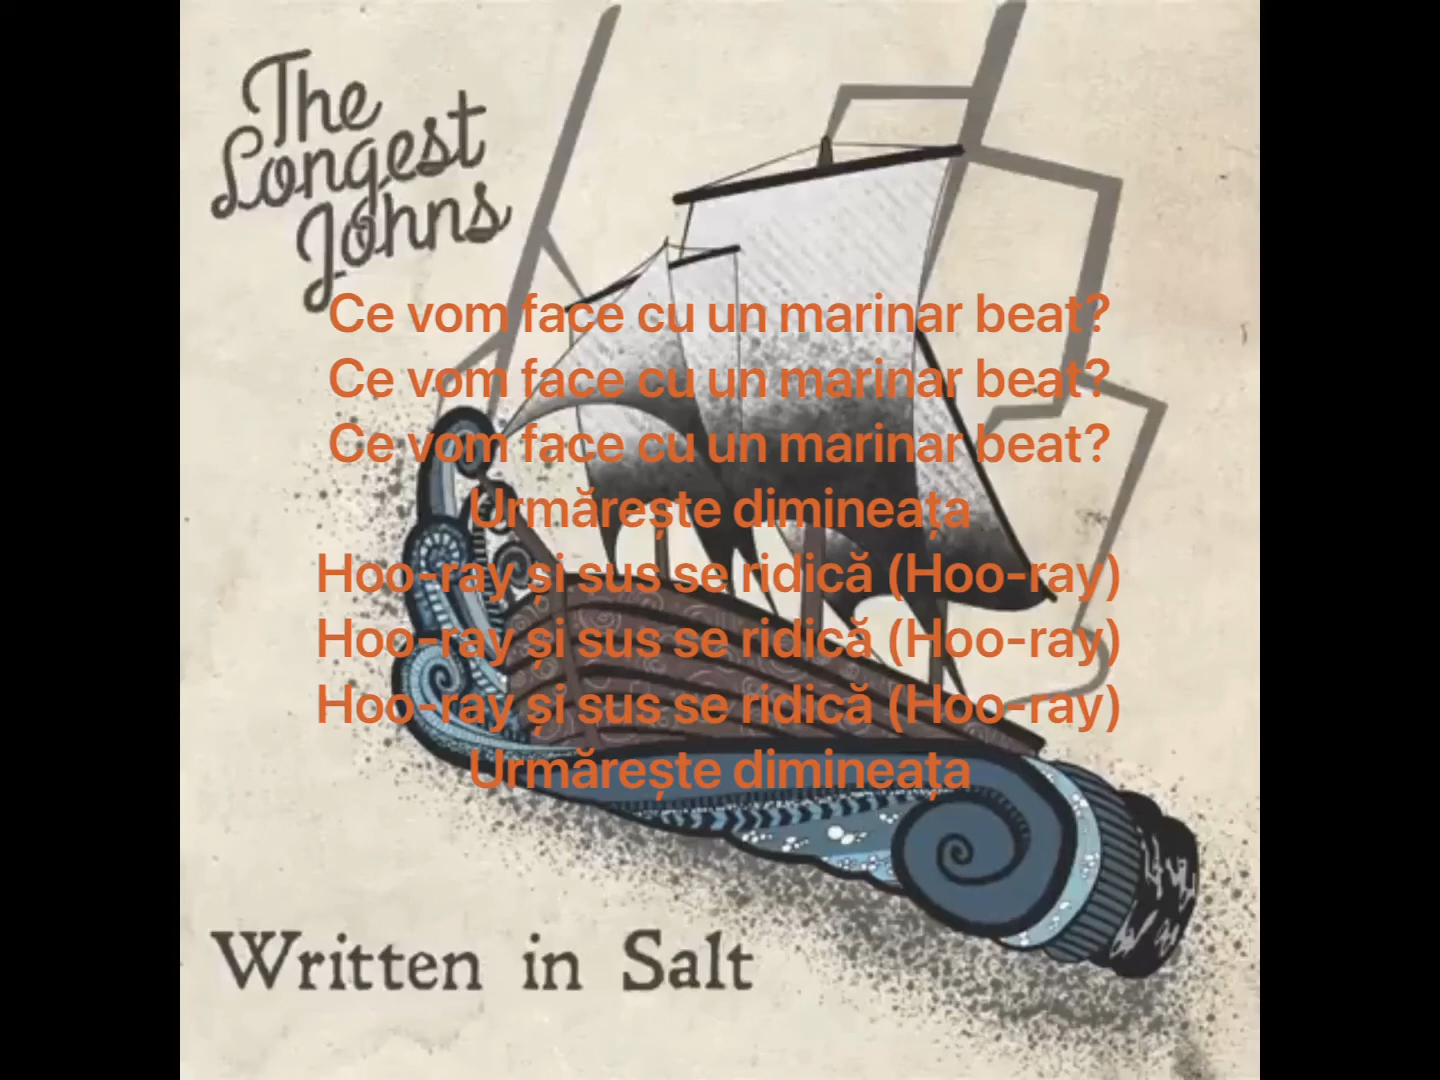 The
Longest
Johns
Ce vom face cu un marinar beat?
Ce vom face cu un marinar beat?
Ce vom face cu un marinar beat?
Urmărește dimineața
Hoo-ray și sus se ridică (Hoo-ray)
Hoo-ray și sus se ridică (Hoo-ray)
Hoo-ray și sus se ridică (Hoo-ray)
Urmărește dimineața
Written in Salt